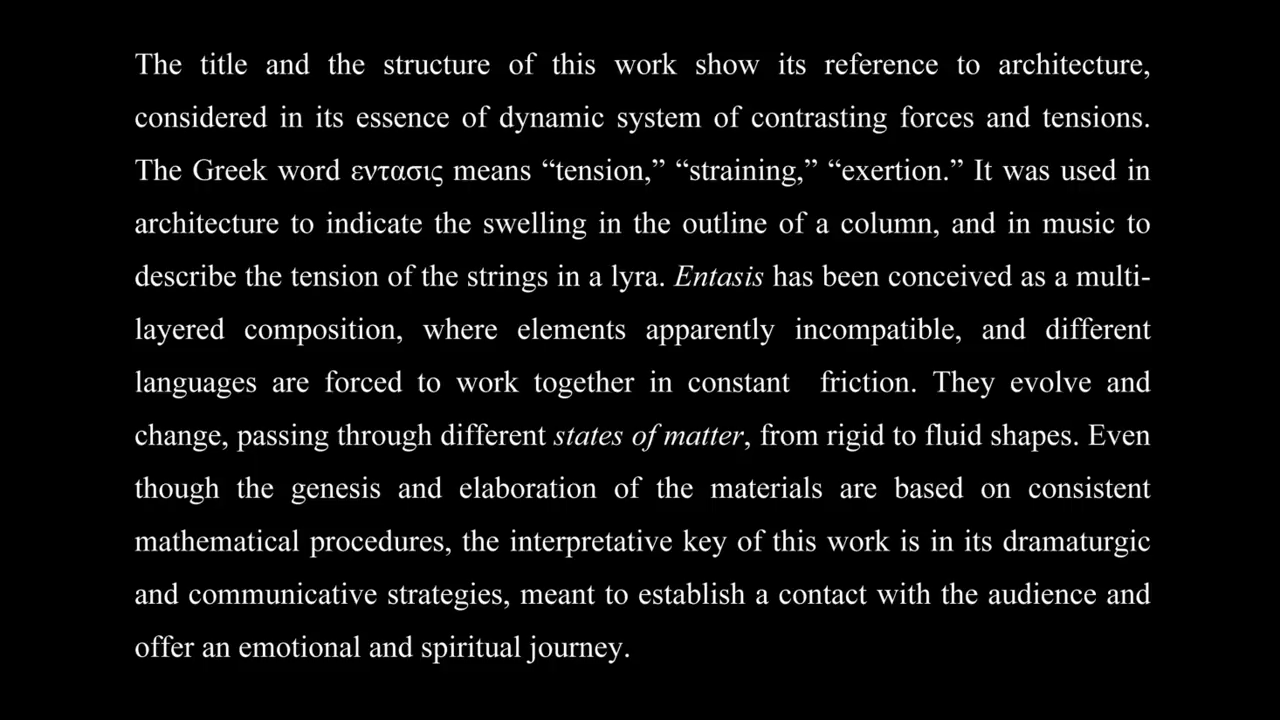 The title and the structure of this work show its reference to architecture,
considered in its essence of dynamic system of contrasting forces and tensions.
The Greek word εντασις means “tension,” “straining,” “exertion.” It was used in
architecture to indicate the swelling in the outline of a column, and in music to
describe the tension of the strings in a lyra. Entasis has been conceived as a multi-
layered composition, where elements apparently incompatible, and different
languages are forced to work together in constant friction. They evolve and
change, passing through different states of matter, from rigid to fluid shapes. Even
though the genesis and elaboration of the materials are based on consistent
mathematical procedures, the interpretative key of this work is in its dramaturgic
and communicative strategies, meant to establish a contact with the audience and
offer an emotional and spiritual journey.